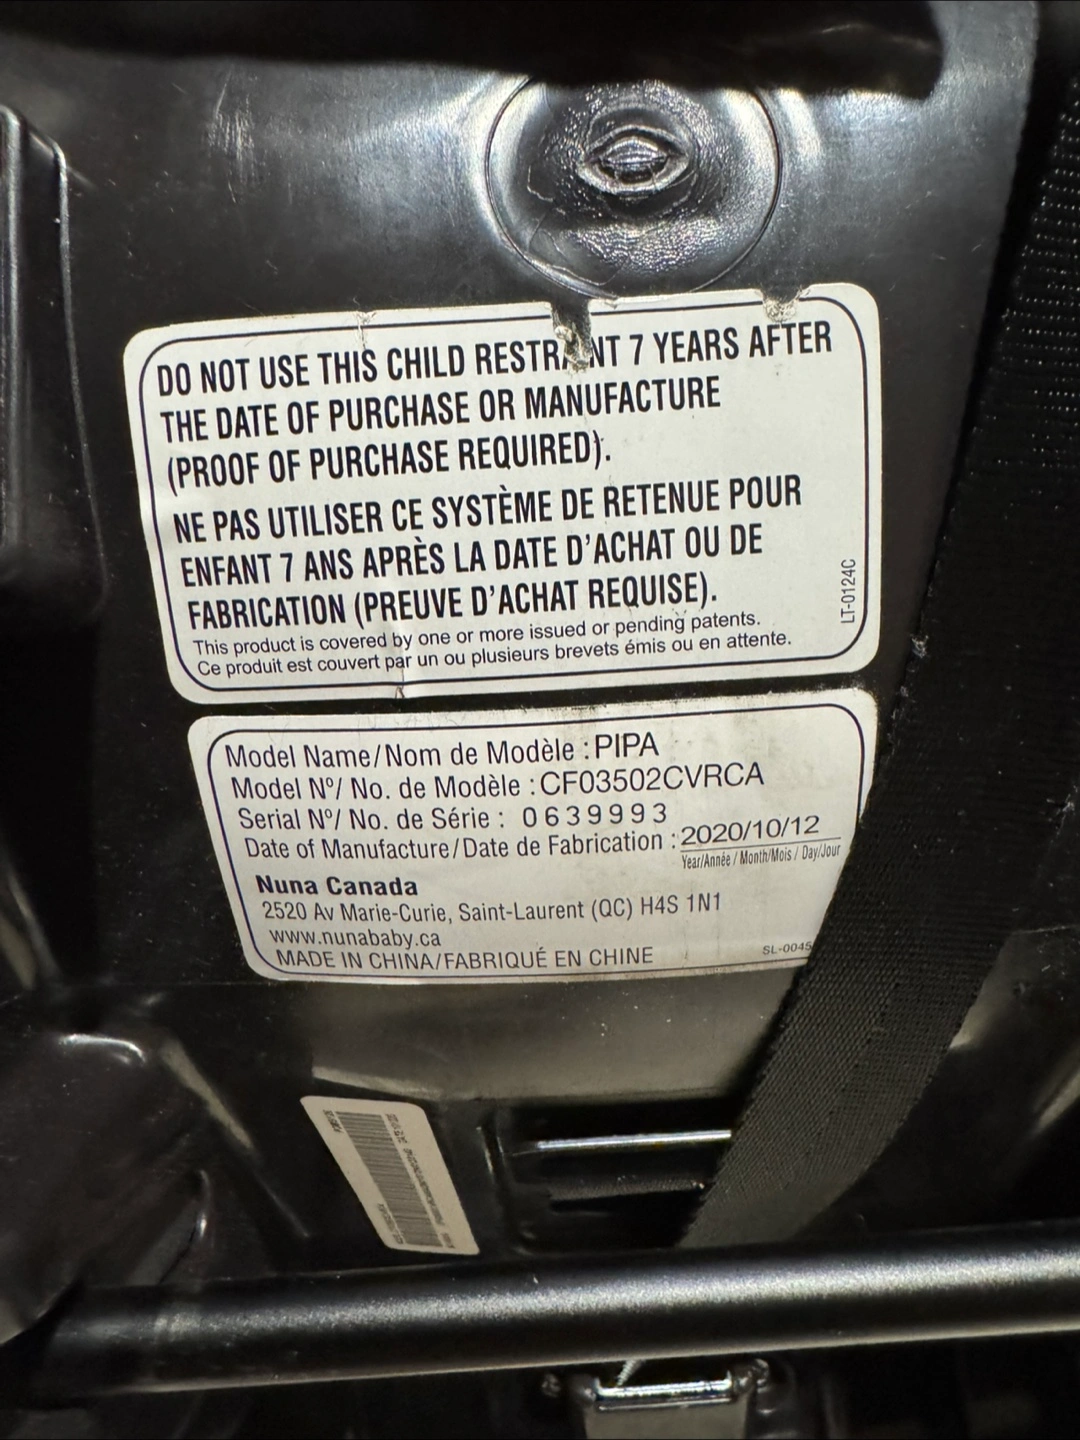 DO NOT USE THIS CHILD NT 7 YEARS AFTER
THE DATE OF PURCHASE OR MANUFACTURE
(PROOF OF PURCHASE REQUIRED).
NE PAS UTILISER CE SYSTÈME DE RETENUE POUR
ENFANT 7 ANS APRÈS LA DATE D'ACHAT OU DE
FABRICATION (PREUVE D'ACHAT REQUISE).
This product is covered by one or more issued or pending patents.
Ce produit est couvert par un ou plusieurs brevets émis ou en attente.
LT-0124C
Model Name/Nom de Modèle : PIPA
Model Nº/ No. de Modèle : CF03502CVRCA
Serial Nº/ No. de Série : 0639993
Date of Manufacture/Date de Fabrication : 2020/10/12
Year/Année / Month/Mois / Day/Jour
Nuna Canada
2520 Av Marie-Curie, Saint-Laurent (QC) H4S 1N1
www.nunababy.ca
MADE IN CHINA/FABRIQUÉ EN CHINE
SL-0045